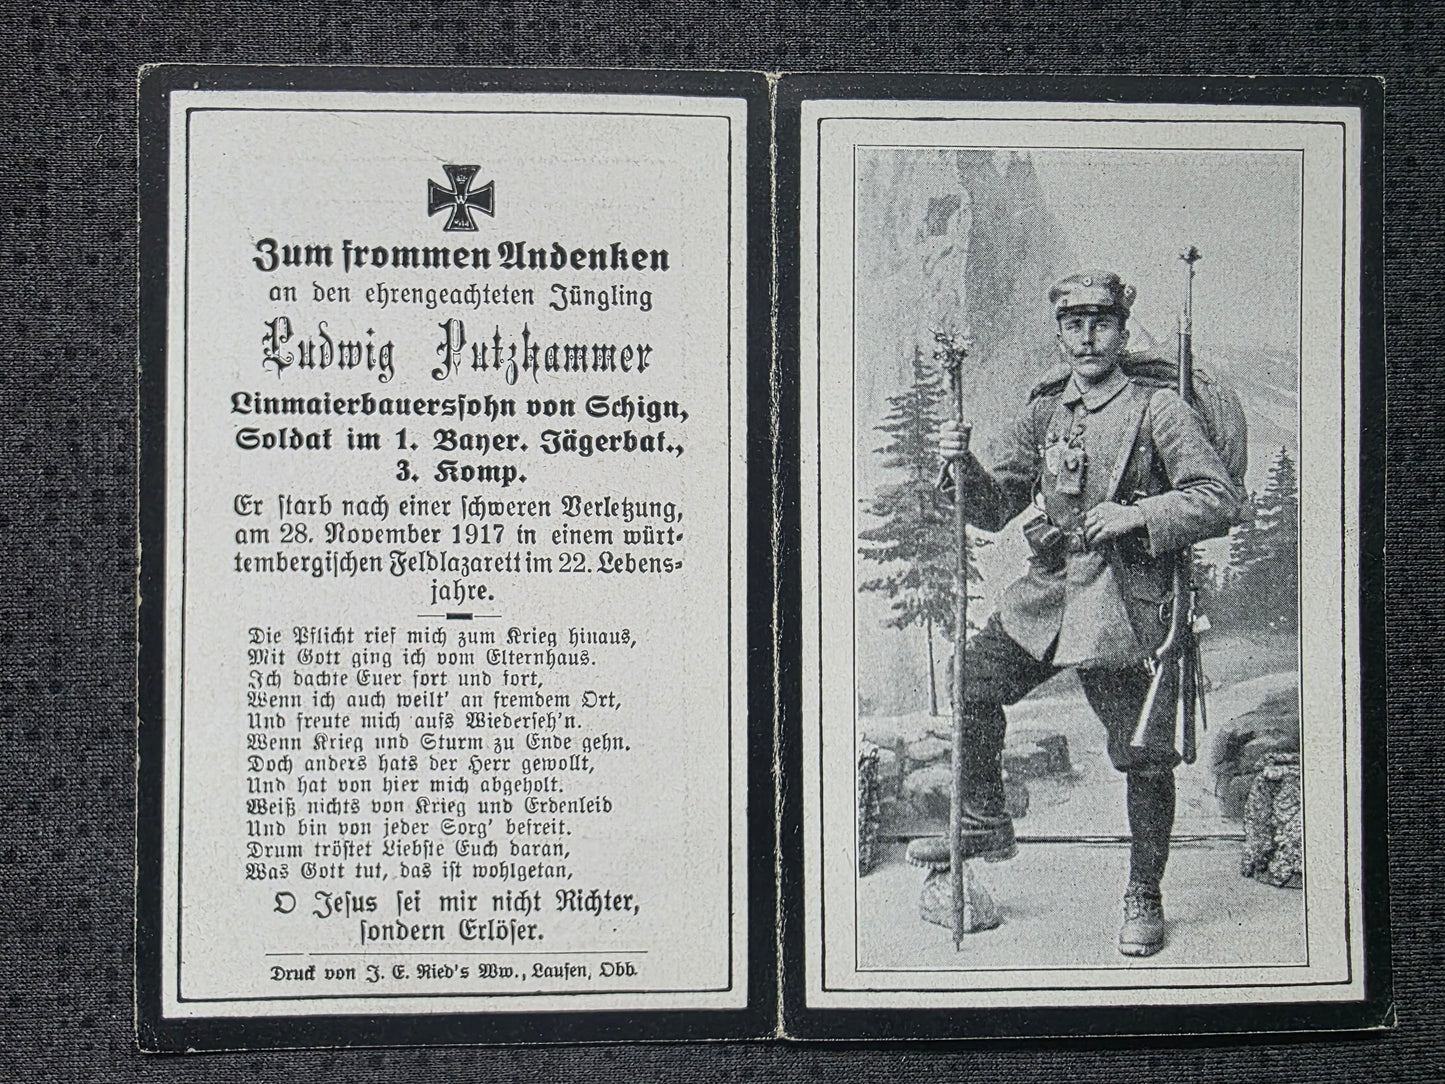 W
1914
Zum frommen Andenken
an den ehrengeachteten Jüngling
Ludwig Putzhammer
Linmaierbauerssohn von Schign,
Soldat im 1. Bayer. Jägerbat.,
3. Komp.
Er starb nach einer schweren Verletzung,
am 28. November 1917 in einem würt-
tembergischen Feldlazarett im 22. Lebens-
jahre.
Die Pflicht rief mich zum Krieg hinaus,
Mit Gott ging ich vom Elternhaus.
Ich dachte Euer fort und fort,
Wenn ich auch weilt' an fremdem Ort,
Und freute mich aufs Wiederseh'n.
Wenn Krieg und Sturm zu Ende gehn.
Doch anders hats der Herr gewollt,
Und hat von hier mich abgeholt.
Weiß nichts von Krieg und Erdenleid
Und bin von jeder Sorg' befreit.
Drum tröstet Liebste Euch daran,
Was Gott tut, das ist wohlgetan,
O Jesus sei mir nicht Richter,
sondern Erlöser.
Druck von J. E. Ried's Ww., Laufen, Obb.